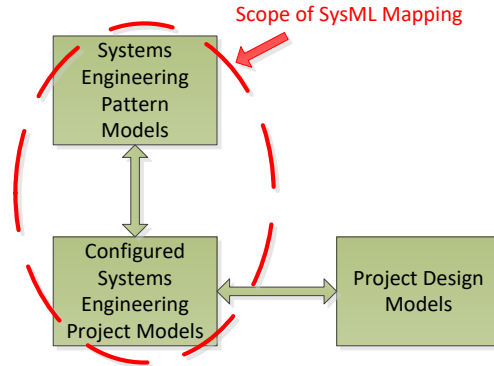 Scope of SysML Mapping
Systems
Engineering
Pattern
Models
Configured
Systems
Engineering
Project Models
Project Design
Models